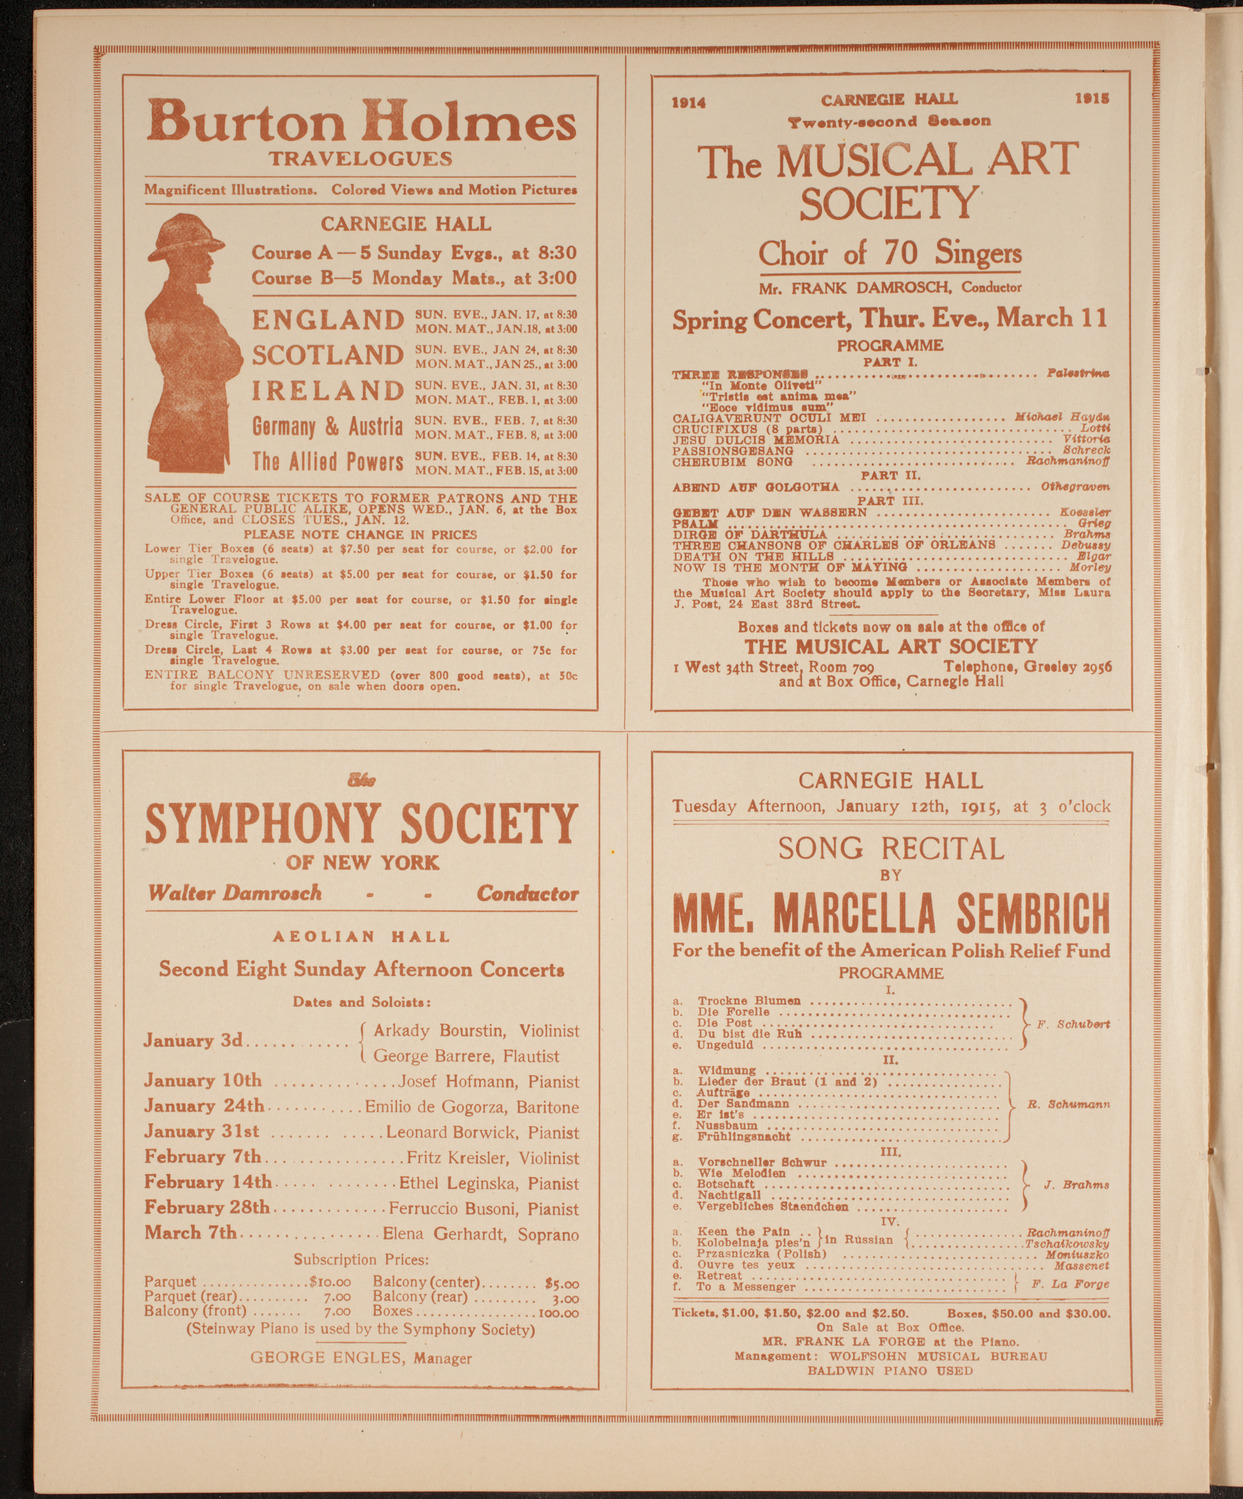 Burton Holmes
TRAVELOGUES
Magnificent Illustrations. Colored Views and Motion Pictures
CARNEGIE HALL
Course A — 5 Sunday Evgs., at 8:30
Course B—5 Monday Mats., at 3:00
ENGLAND SUN. EVE., JAN. 17, at 8:30
MON. MAT., JAN. 18, at 3:00
SCOTLAND SUN. EVE., JAN 24, at 8:30
MON. MAT., JAN 25., at 3:00
IRELAND SUN. EVE., JAN. 31, at 8:30
MON. MAT., FEB. 1, at 3:00
Germany & Austria SUN. EVE., FEB. 7, at 8:30
MON. MAT., FEB. 8, at 3:00
The Allied Powers SUN. EVE., FEB. 14, at 8:30
MON. MAT., FEB. 15, at 3:00
SALE OF COURSE TICKETS TO FORMER PATRONS AND THE
GENERAL PUBLIC ALIKE, OPENS WED., JAN. 6, at the Box
Office, and CLOSES TUES., JAN. 12.
PLEASE NOTE CHANGE IN PRICES
Lower Tier Boxes (6 seats) at $7.50 per seat for course, or $2.00 for
single Travelogue.
Upper Tier Boxes (6 seats) at $5.00 per seat for course, or $1.50 for
single Travelogue.
Entire Lower Floor at $5.00 per seat for course, or $1.50 for single
Travelogue.
Dress Circle, First 3 Rows at $4.00 per seat for course, or $1.00 for
single Travelogue.
Dress Circle, Last 4 Rows at $3.00 per seat for course, or 75c for
single Travelogue.
ENTIRE BALCONY UNRESERVED (over 800 good seats), at 50c
for single Travelogue, on sale when doors open.
1914 CARNEGIE HALL 1915
Twenty-second Season
The MUSICAL ART
SOCIETY
Choir of 70 Singers
Mr. FRANK DAMROSCH, Conductor
Spring Concert, Thur. Eve., March 11
PROGRAMME
PART I.
THREE RESPONSES ........ Palestrina
"In Monte Oliveti"
"Tristis est anima mea"
"Ecce vidimus eum"
CALIGAVERUNT OCULI MEI ........ Michael Haydn
CRUCIFIXUS (8 parts) ........ Lotti
JESU DULCIS MEMORIA ........ Vittoria
PASSIONSGESANG ........ Schreck
CHERUBIM SONG ........ Rachmaninoff
PART II.
ABEND AUF GOLGOTHA ........ Othegraven
PART III.
GEBET AUF DEN WASSERN ........ Koessler
PSALM ........ Grieg
DIRGE OF DARTHULA ........ Brahms
THREE CHANSONS OF CHARLES OF ORLEANS ....... Debussy
DEATH ON THE HILLS ........ Elgar
NOW IS THE MONTH OF MAYING ........ Morley
Those who wish to become Members or Associate Members of
the Musical Art Society should apply to the Secretary, Miss Laura
J. Post, 24 East 33rd Street.
Boxes and tickets now on sale at the office of
THE MUSICAL ART SOCIETY
1 West 34th Street, Room 709 Telephone, Greeley 2956
and at Box Office, Carnegie Hall
The
SYMPHONY SOCIETY
OF NEW YORK
Walter Damrosch - - Conductor
AEOLIAN HALL
Second Eight Sunday Afternoon Concerts
Dates and Soloists:
January 3d............ { Arkady Bourstin, Violinist
George Barrere, Flautist
January 10th ............ Josef Hofmann, Pianist
January 24th........... Emilio de Gogorza, Baritone
January 31st ........... Leonard Borwick, Pianist
February 7th................ Fritz Kreisler, Violinist
February 14th.............. Ethel Leginska, Pianist
February 28th............. Ferruccio Busoni, Pianist
March 7th................ Elena Gerhardt, Soprano
Subscription Prices:
Parquet ...............$10.00 Balcony (center)........ $5.00
Parquet (rear).......... 7.00 Balcony (rear) ......... 3.00
Balcony (front) ....... 7.00 Boxes.................100.00
(Steinway Piano is used by the Symphony Society)
GEORGE ENGLES, Manager
CARNEGIE HALL
Tuesday Afternoon, January 12th, 1915, at 3 o'clock
SONG RECITAL
BY
MME. MARCELLA SEMBRICH
For the benefit of the American Polish Relief Fund
PROGRAMME
I.
a. Trockne Blumen ........
b. Die Forelle ........
c. Die Post ........ F. Schubert
d. Du bist die Ruh ........
e. Ungeduld ........
II.
a. Widmung ........
b. Lieder der Braut (1 and 2) ........
c. Aufträge ........
d. Der Sandmann ........ R. Schumann
e. Er ist's ........
f. Nussbaum ........
g. Frühlingsnacht ........
III.
a. Vorschneller Schwur ........
b. Wie Melodien ........
c. Botschaft ........ J. Brahms
d. Nachtigall ........
e. Vergebliches Staendchen ........
IV.
a. Keen the Pain .. } in Russian { ........ Rachmaninoff
b. Kolobelnaja pies'n ........ Tschaikowsky
c. Przasniczka (Polish) ........ Moniuszko
d. Ouvre tes yeux ........ Massenet
e. Retreat ........
f. To a Messenger ........ F. La Forge
Tickets, $1.00, $1.50, $2.00 and $2.50. Boxes, $50.00 and $30.00.
On Sale at Box Office.
MR. FRANK LA FORGE at the Piano.
Management: WOLFSOHN MUSICAL BUREAU
BALDWIN PIANO USED